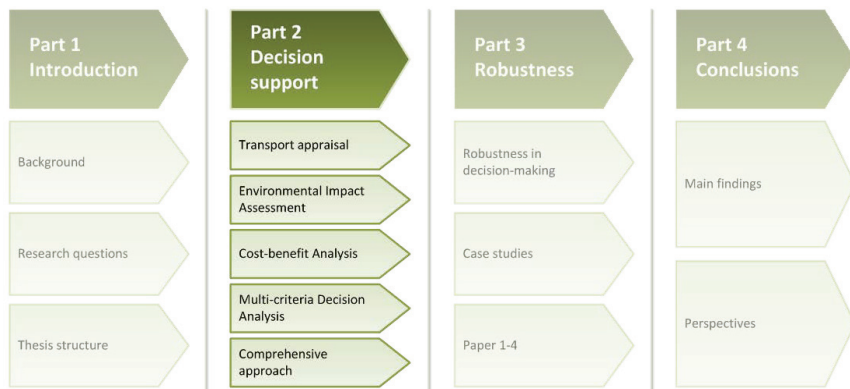 Part 1
Introduction
Background
Research questions
Thesis structure
Part 2
Decision
support
Transport appraisal
Environmental Impact
Assessment
Cost-benefit Analysis
Multi-criteria Decision
Analysis
Comprehensive
approach
Part 3
Robustness
Robustness in
decision-making
Case studies
Paper 1-4
Part 4
Conclusions
Main findings
Perspectives